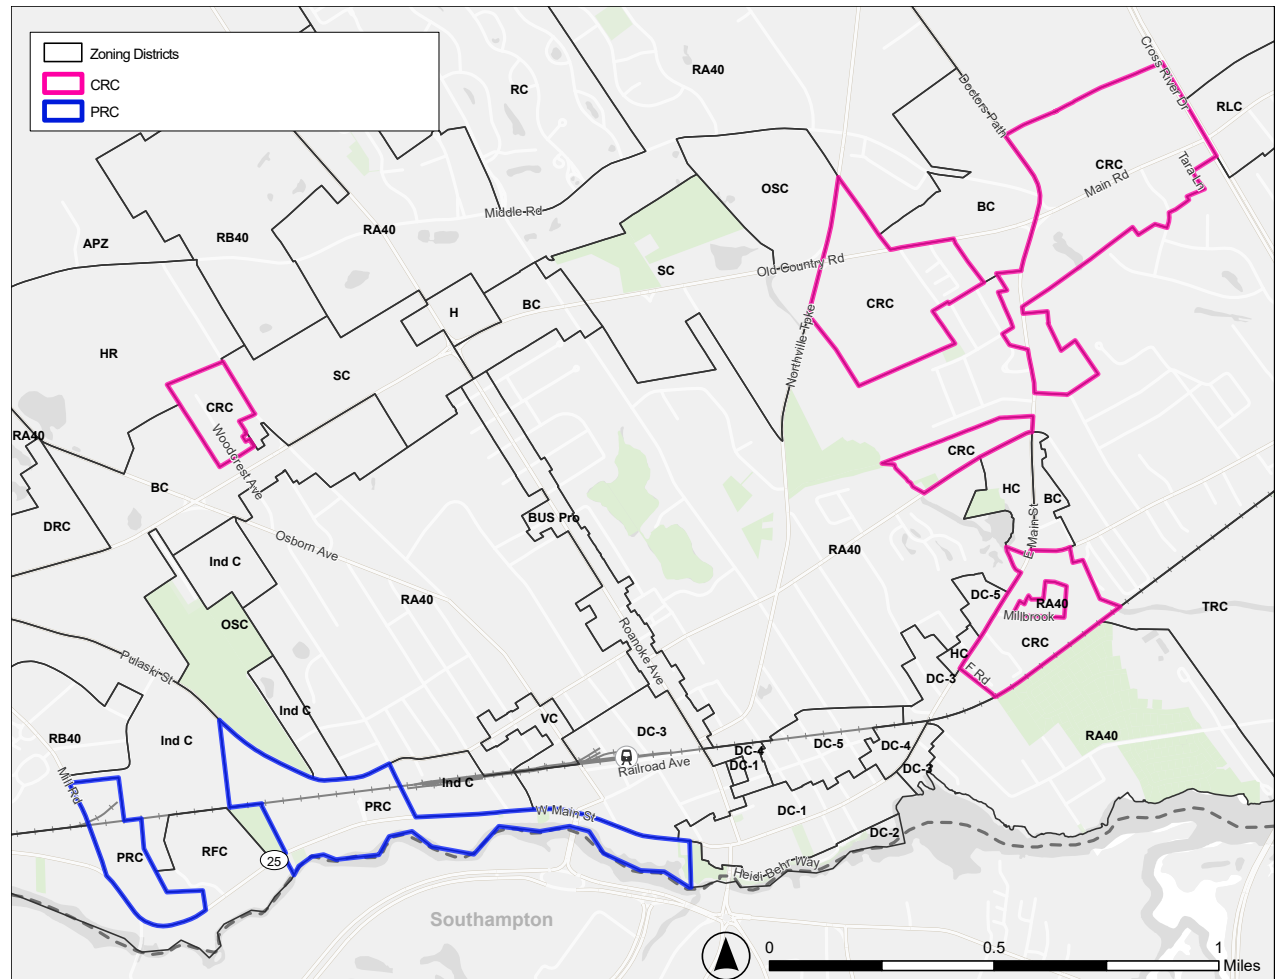 Zoning Districts
CRC
PRC
RC
RA40
Doctors Path
Cross River Dr
RLC
CRC
Main Rd
Tara Ln
OSC
BC
Middle Rd
RA40
RB40
APZ
SC
Old Country Rd
CRC
H
BC
Northville Tpke
HR
SC
CRC
Woodcrest Ave
RA40
BC
DRC
Osborn Ave
Ind C
BUS Pro
CRC
HC
BC
E Main St
RA40
RA40
OSC
DC-5
RA40
Millbrook
CRC
TRC
Roanoke Ave
HC
F Rd
DC-3
Pulaski St
Ind C
VC
DC-3
RB40
Ind C
DC-4
DC-1
DC-5
DC-4
DC-3
RA40
Railroad Ave
Ind C
Mill Rd
PRC
W Main St
DC-1
DC-2
PRC
RFC
25
Heidi Behr Way
Southampton
0
0.5
1
Miles